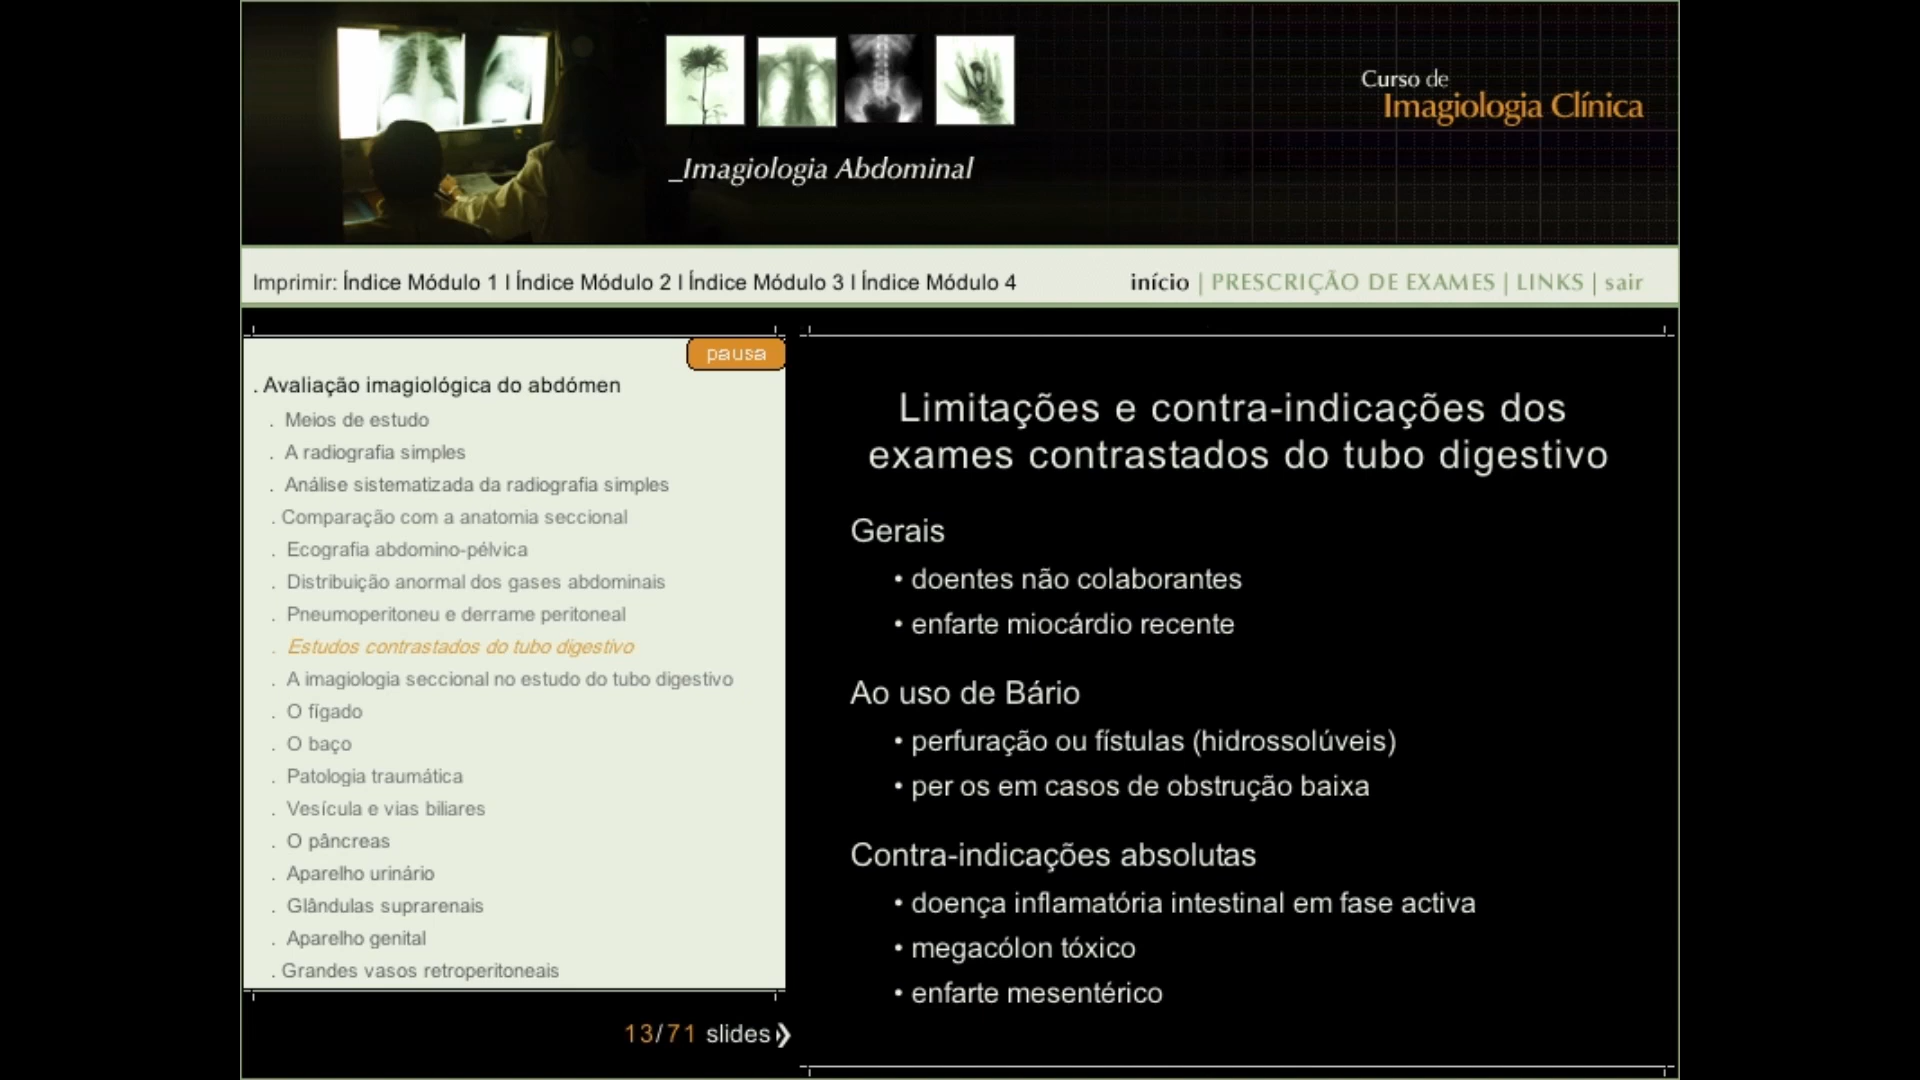 Curso de
Imagiologia Clínica
_Imagiologia Abdominal
Imprimir: Índice Módulo 1 I Índice Módulo 2 I Índice Módulo 3 I Índice Módulo 4
início | PRESCRIÇÃO DE EXAMES | LINKS | sair
pausa
. Avaliação imagiológica do abdómen
. Meios de estudo
. A radiografia simples
. Análise sistematizada da radiografia simples
. Comparação com a anatomia seccional
. Ecografia abdomino-pélvica
. Distribuição anormal dos gases abdominais
. Pneumoperitoneu e derrame peritoneal
. Estudos contrastados do tubo digestivo
. A imagiologia seccional no estudo do tubo digestivo
. O fígado
. O baço
. Patologia traumática
. Vesícula e vias biliares
. O pâncreas
. Aparelho urinário
. Glândulas suprarenais
. Aparelho genital
. Grandes vasos retroperitoneais
13/71 slides
Limitações e contra-indicações dos
exames contrastados do tubo digestivo
Gerais
• doentes não colaborantes
• enfarte miocárdio recente
Ao uso de Bário
• perfuração ou fístulas (hidrossolúveis)
• per os em casos de obstrução baixa
Contra-indicações absolutas
• doença inflamatória intestinal em fase activa
• megacólon tóxico
• enfarte mesentérico